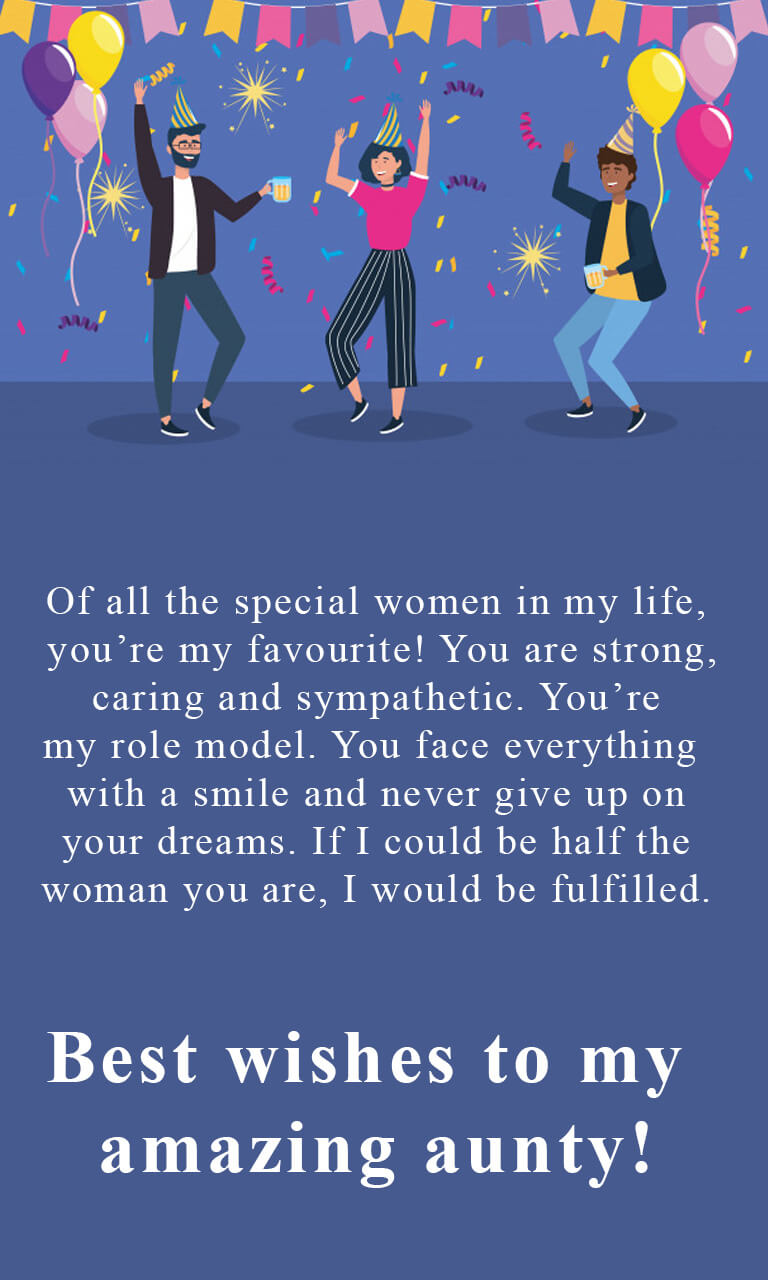 Of all the special women in my life,
you’re my favourite! You are strong,
caring and sympathetic. You’re
my role model. You face everything
with a smile and never give up on
your dreams. If I could be half the
woman you are, I would be fulfilled.
Best wishes to my
amazing aunty!